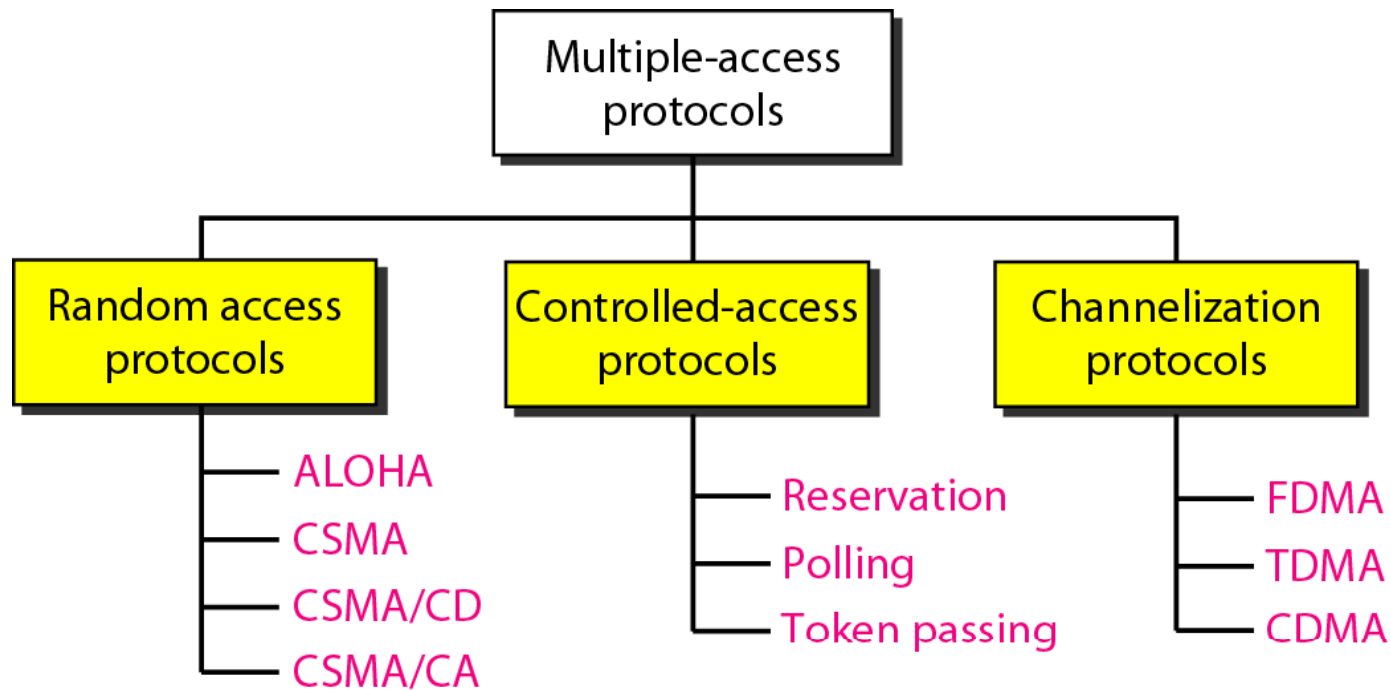 Multiple-access
protocols
Random access
protocols
Controlled-access
protocols
Channelization
protocols
ALOHA
CSMA
CSMA/CD
CSMA/CA
Reservation
Polling
Token passing
FDMA
TDMA
CDMA